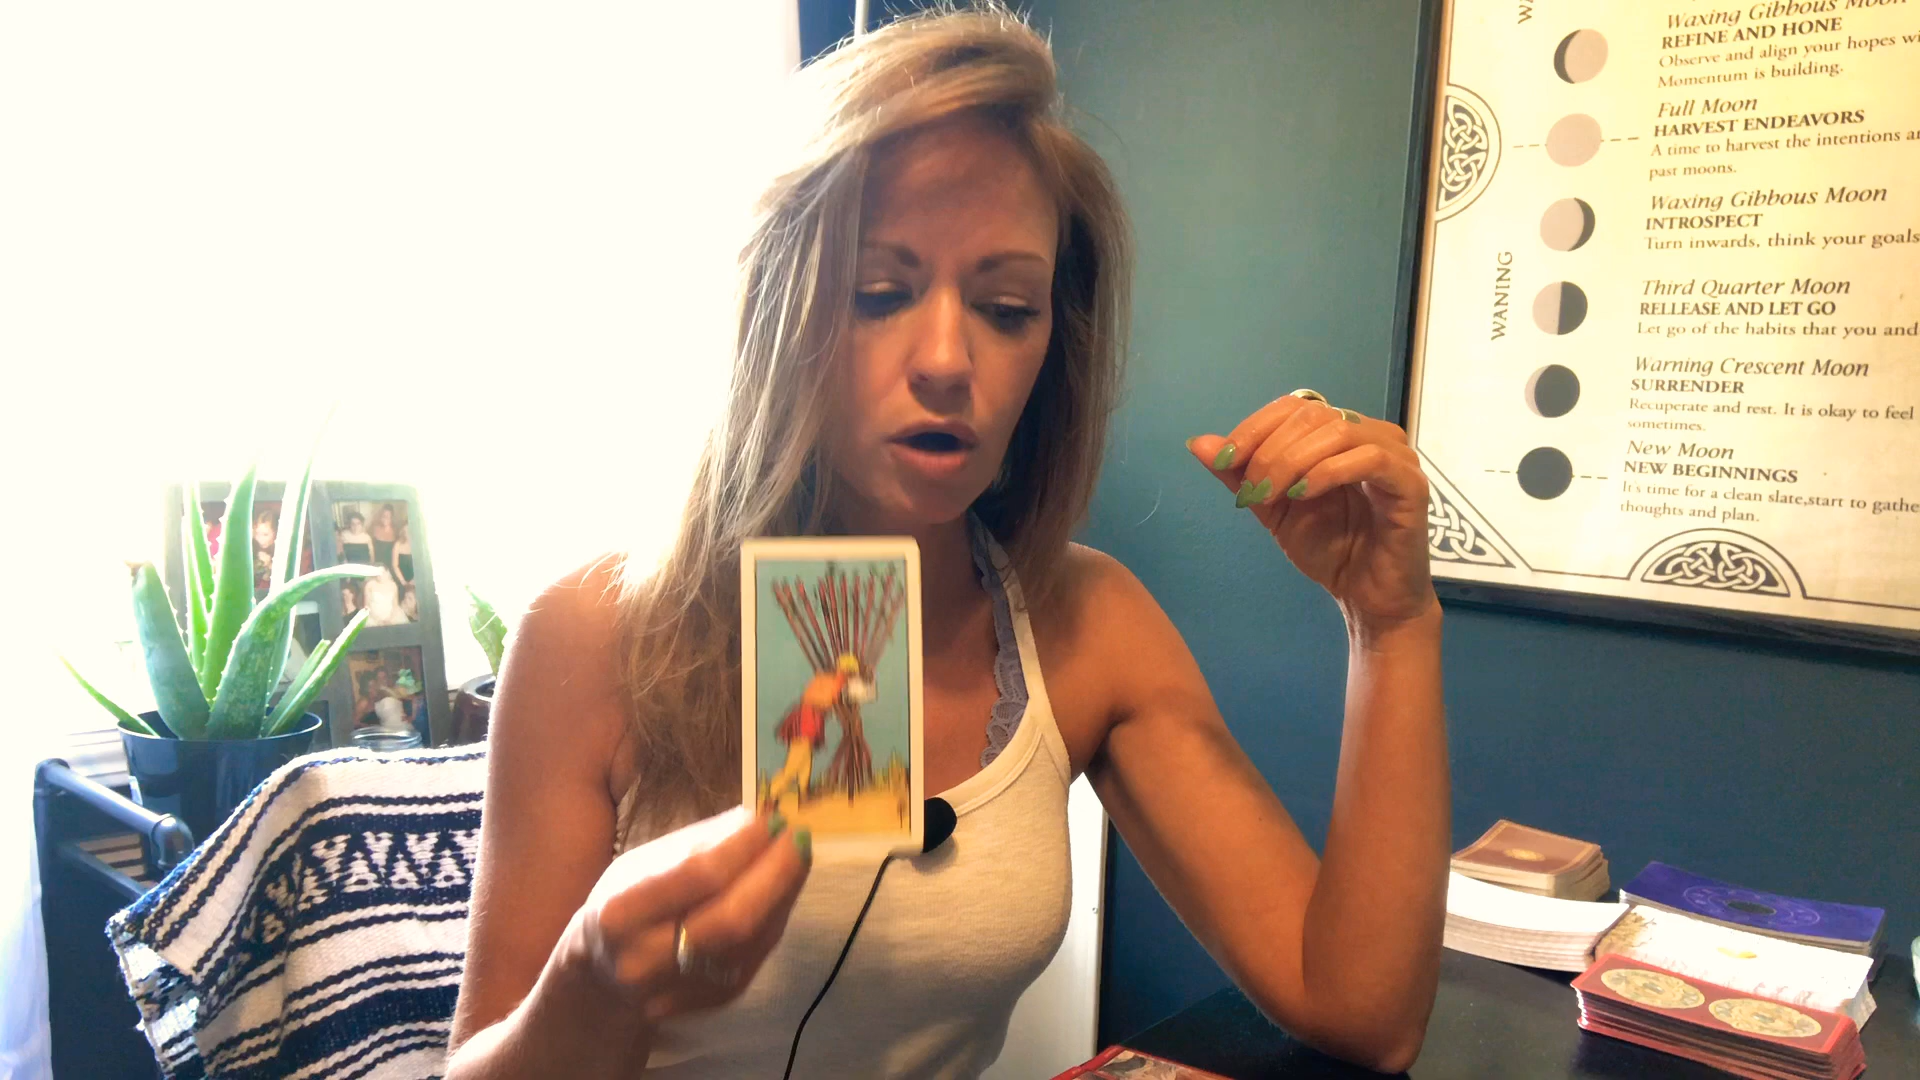 Waxing Gibbous Moon
REFINE AND HONE
Observe and align your hopes
Momentum is building.
Full Moon
HARVEST ENDEAVORS
A time to harvest the intentions
past moons.
Waxing Gibbous Moon
INTROSPECT
Turn inwards, think your goals
WANING
Third Quarter Moon
RELLEASE AND LET GO
Let go of the habits that you and
Warning Crescent Moon
SURRENDER
Recuperate and rest. It is okay to feel
sometimes.
New Moon
NEW BEGINNINGS
It's time for a clean slate,start to
thoughts and plan.